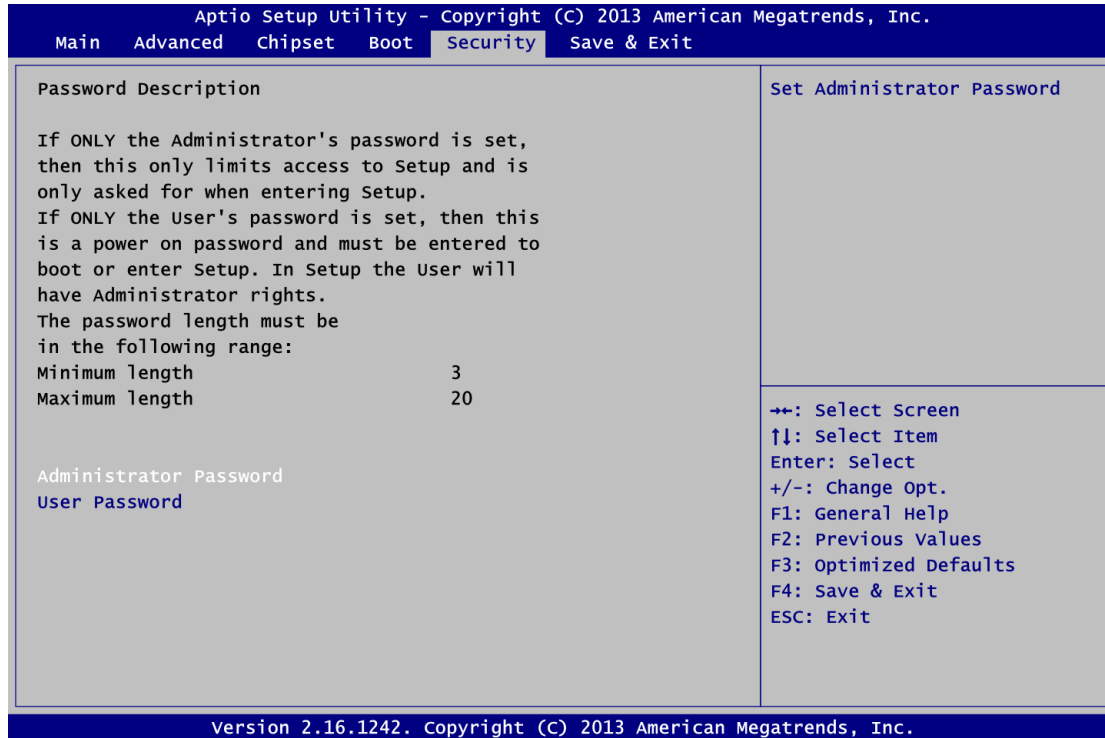 Aptio Setup Utility - Copyright (C) 2013 American Megatrends, Inc.
Main Advanced Chipset Boot Security Save & Exit
Password Description
If ONLY the Administrator's password is set,
then this only limits access to Setup and is
only asked for when entering Setup.
If ONLY the User's password is set, then this
is a power on password and must be entered to
boot or enter Setup. In Setup the User will
have Administrator rights.
The password length must be
in the following range:
Minimum length 3
Maximum length 20
Administrator Password
User Password
Set Administrator Password
→←: Select Screen
↑↓: Select Item
Enter: Select
+/-: Change Opt.
F1: General Help
F2: Previous Values
F3: Optimized Defaults
F4: Save & Exit
ESC: Exit
Version 2.16.1242. Copyright (C) 2013 American Megatrends, Inc.